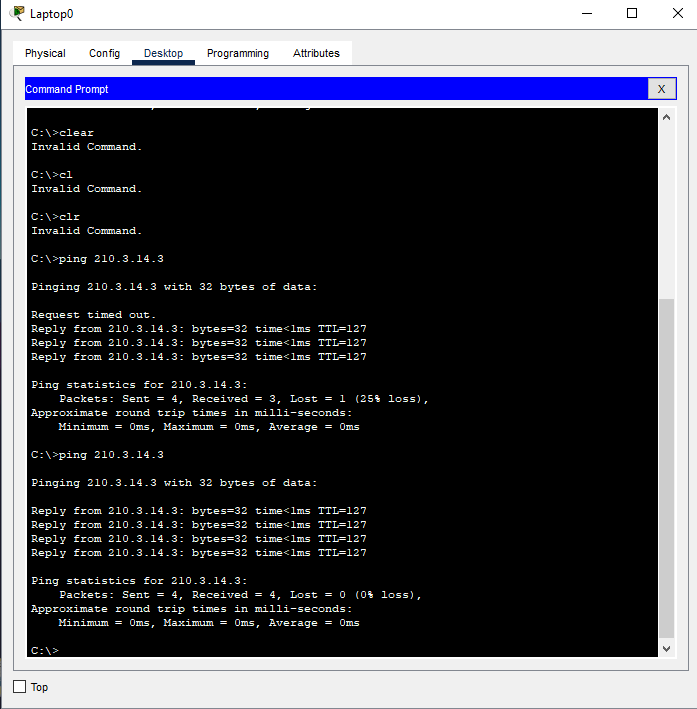 Laptop0
Physical Config Desktop Programming Attributes
Command Prompt X
C:\>clear
Invalid Command.
C:\>cl
Invalid Command.
C:\>clr
Invalid Command.
C:\>ping 210.3.14.3
Pinging 210.3.14.3 with 32 bytes of data:
Request timed out.
Reply from 210.3.14.3: bytes=32 time<1ms TTL=127
Reply from 210.3.14.3: bytes=32 time<1ms TTL=127
Reply from 210.3.14.3: bytes=32 time<1ms TTL=127
Ping statistics for 210.3.14.3:
Packets: Sent = 4, Received = 3, Lost = 1 (25% loss),
Approximate round trip times in milli-seconds:
Minimum = 0ms, Maximum = 0ms, Average = 0ms
C:\>ping 210.3.14.3
Pinging 210.3.14.3 with 32 bytes of data:
Reply from 210.3.14.3: bytes=32 time<1ms TTL=127
Reply from 210.3.14.3: bytes=32 time<1ms TTL=127
Reply from 210.3.14.3: bytes=32 time<1ms TTL=127
Reply from 210.3.14.3: bytes=32 time<1ms TTL=127
Ping statistics for 210.3.14.3:
Packets: Sent = 4, Received = 4, Lost = 0 (0% loss),
Approximate round trip times in milli-seconds:
Minimum = 0ms, Maximum = 0ms, Average = 0ms
C:\>
Top